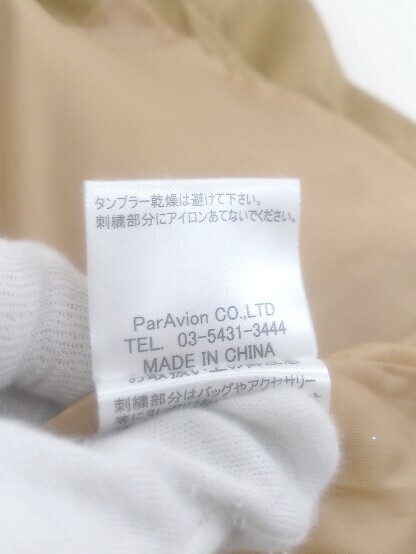 タンブラー乾燥は避けて下さい。
刺繍部分にアイロンあてないでください。
ParAvion CO.,LTD
TEL. 03-5431-3444
MADE IN CHINA
刺繍部分はバッグやアクセサリー